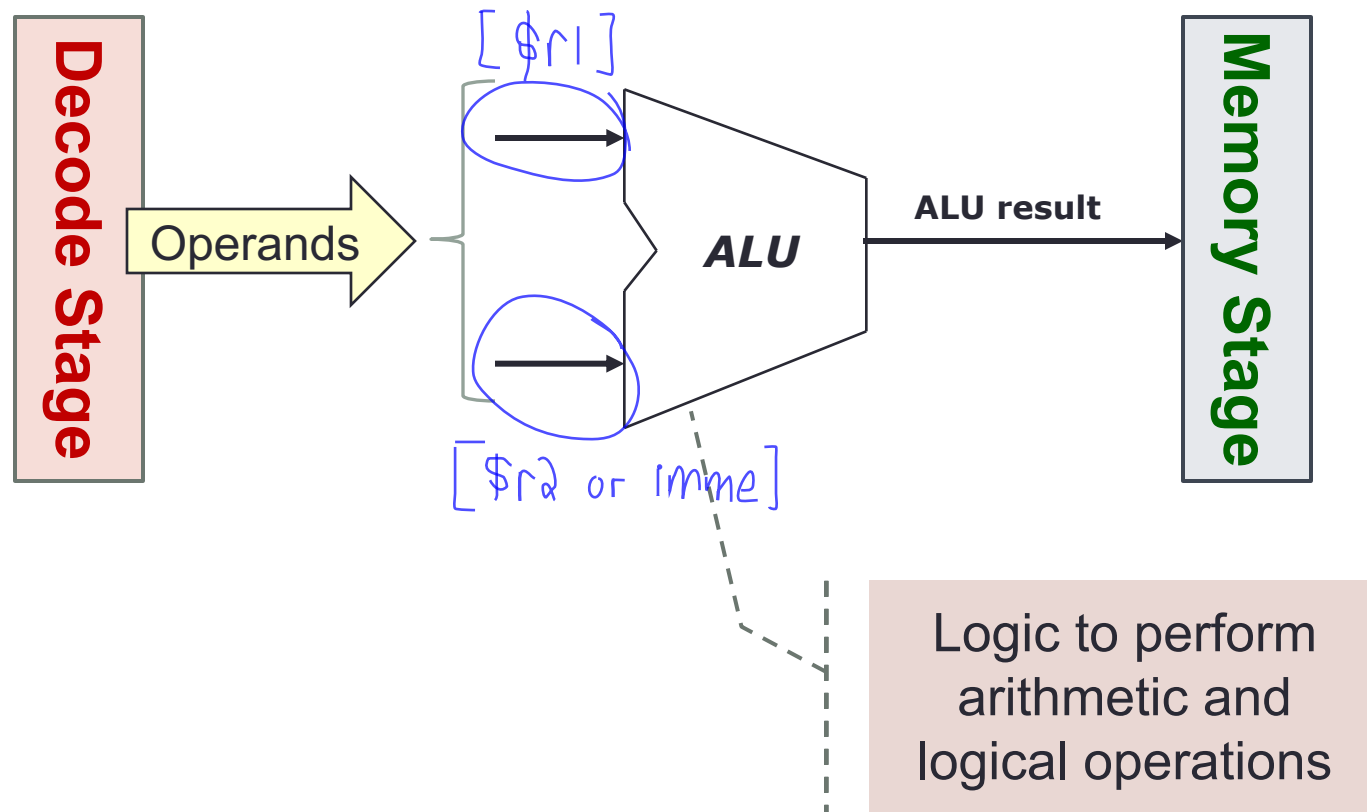 Decode Stage
[$r1]
Operands
ALU
ALU result
Memory Stage
[$r2 or imme]
Logic to perform
arithmetic and
logical operations